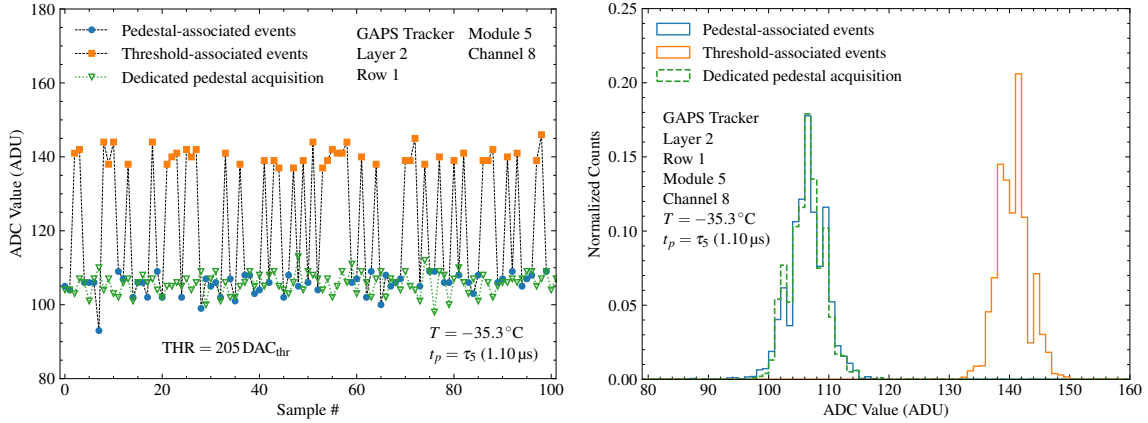 180
160
140
120
100
80
0
20
40
60
80
100
Sample #
ADC Value (ADU)
Pedestal-associated events
Threshold-associated events
Dedicated pedestal acquisition
GAPS Tracker
Layer 2
Row 1
Module 5
Channel 8
THR = 205 DAC_thr
T = −35.3 °C
t_p = τ_5 (1.10 μs)
0.25
0.20
0.15
0.10
0.05
0.00
80
90
100
110
120
130
140
150
160
ADC Value (ADU)
Normalized Counts
Pedestal-associated events
Threshold-associated events
Dedicated pedestal acquisition
GAPS Tracker
Layer 2
Row 1
Module 5
Channel 8
T = −35.3 °C
t_p = τ_5 (1.10 μs)